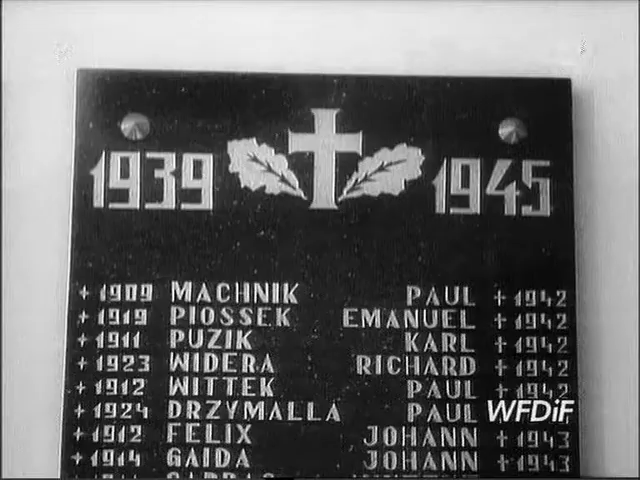 1939 1945
+ 1909 MACHNIK PAUL + 1942
+ 1919 PIOSSEK EMANUEL + 1942
+ 1911 PUZIK KARL + 1942
+ 1923 WIDERA RICHARD + 1942
+ 1912 WITTEK PAUL + 1942
+ 1924 DRZYMALLA PAUL
WFDiF
+ 1912 FELIX JOHANN + 1943
+ 1914 GAIDA JOHANN + 1943